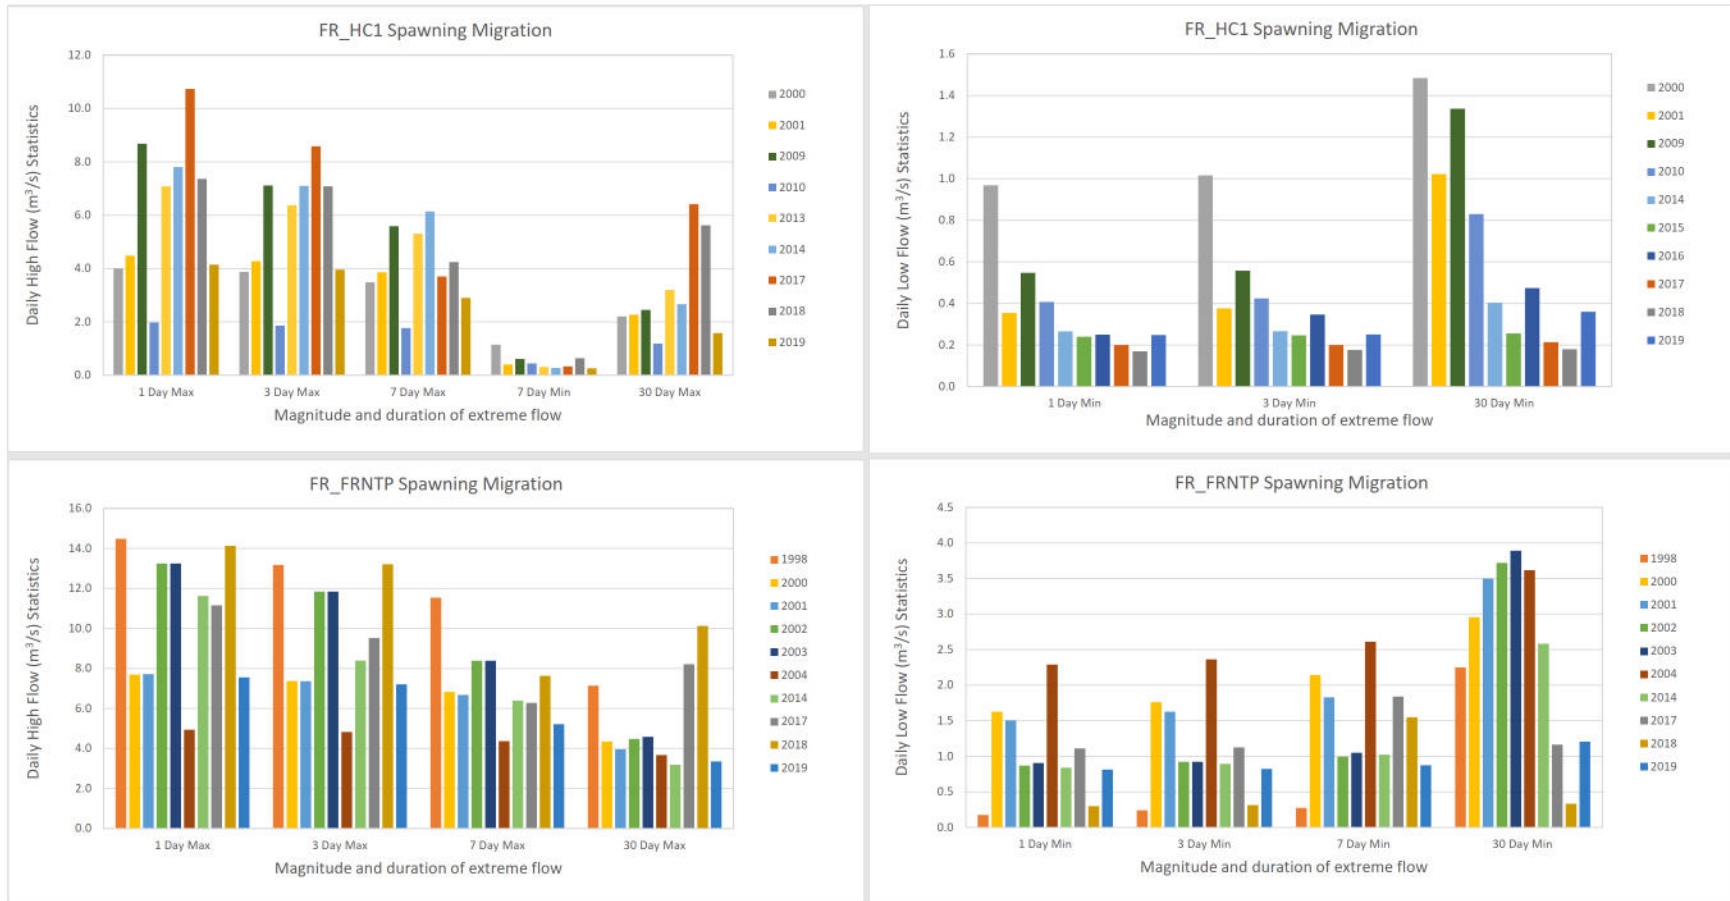 FR_HC1 Spawning Migration
12.0
10.0
8.0
6.0
4.0
2.0
0.0
Daily High Flow (m³/s) Statistics
1 Day Max
3 Day Max
7 Day Max
7 Day Min
30 Day Max
Magnitude and duration of extreme flow
2000
2001
2009
2010
2013
2014
2017
2018
2019
FR_HC1 Spawning Migration
1.6
1.4
1.2
1.0
0.8
0.6
0.4
0.2
0.0
Daily Low Flow (m³/s) Statistics
1 Day Min
3 Day Min
30 Day Min
Magnitude and duration of extreme flow
2000
2001
2009
2010
2014
2015
2016
2017
2018
2019
FR_FRNTP Spawning Migration
16.0
14.0
12.0
10.0
8.0
6.0
4.0
2.0
0.0
Daily High Flow (m³/s) Statistics
1 Day Max
3 Day Max
7 Day Max
30 Day Max
Magnitude and duration of extreme flow
1998
2000
2001
2002
2003
2004
2014
2017
2018
2019
FR_FRNTP Spawning Migration
4.5
4.0
3.5
3.0
2.5
2.0
1.5
1.0
0.5
0.0
Daily Low Flow (m³/s) Statistics
1 Day Min
3 Day Min
7 Day Min
30 Day Min
Magnitude and duration of extreme flow
1998
2000
2001
2002
2003
2004
2014
2017
2018
2019